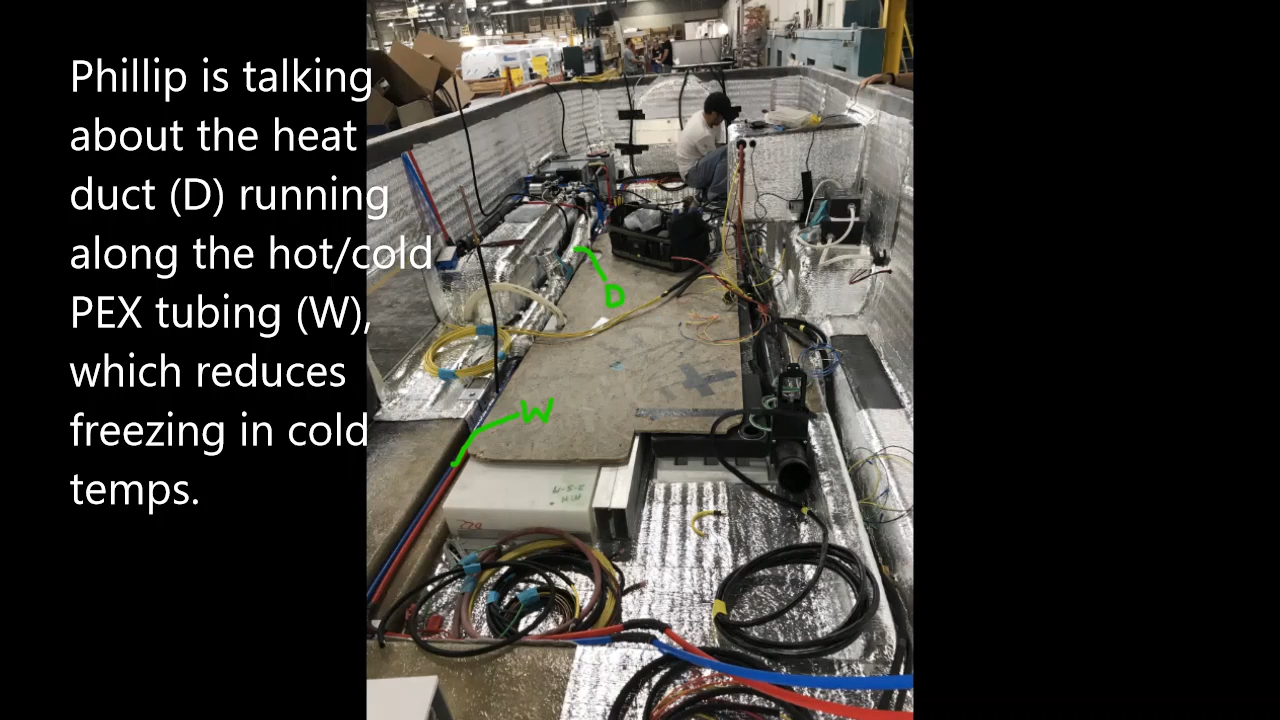 Phillip is talking
about the heat
duct (D) running
along the hot/cold
PEX tubing (W),
which reduces
freezing in cold
temps.
D
W